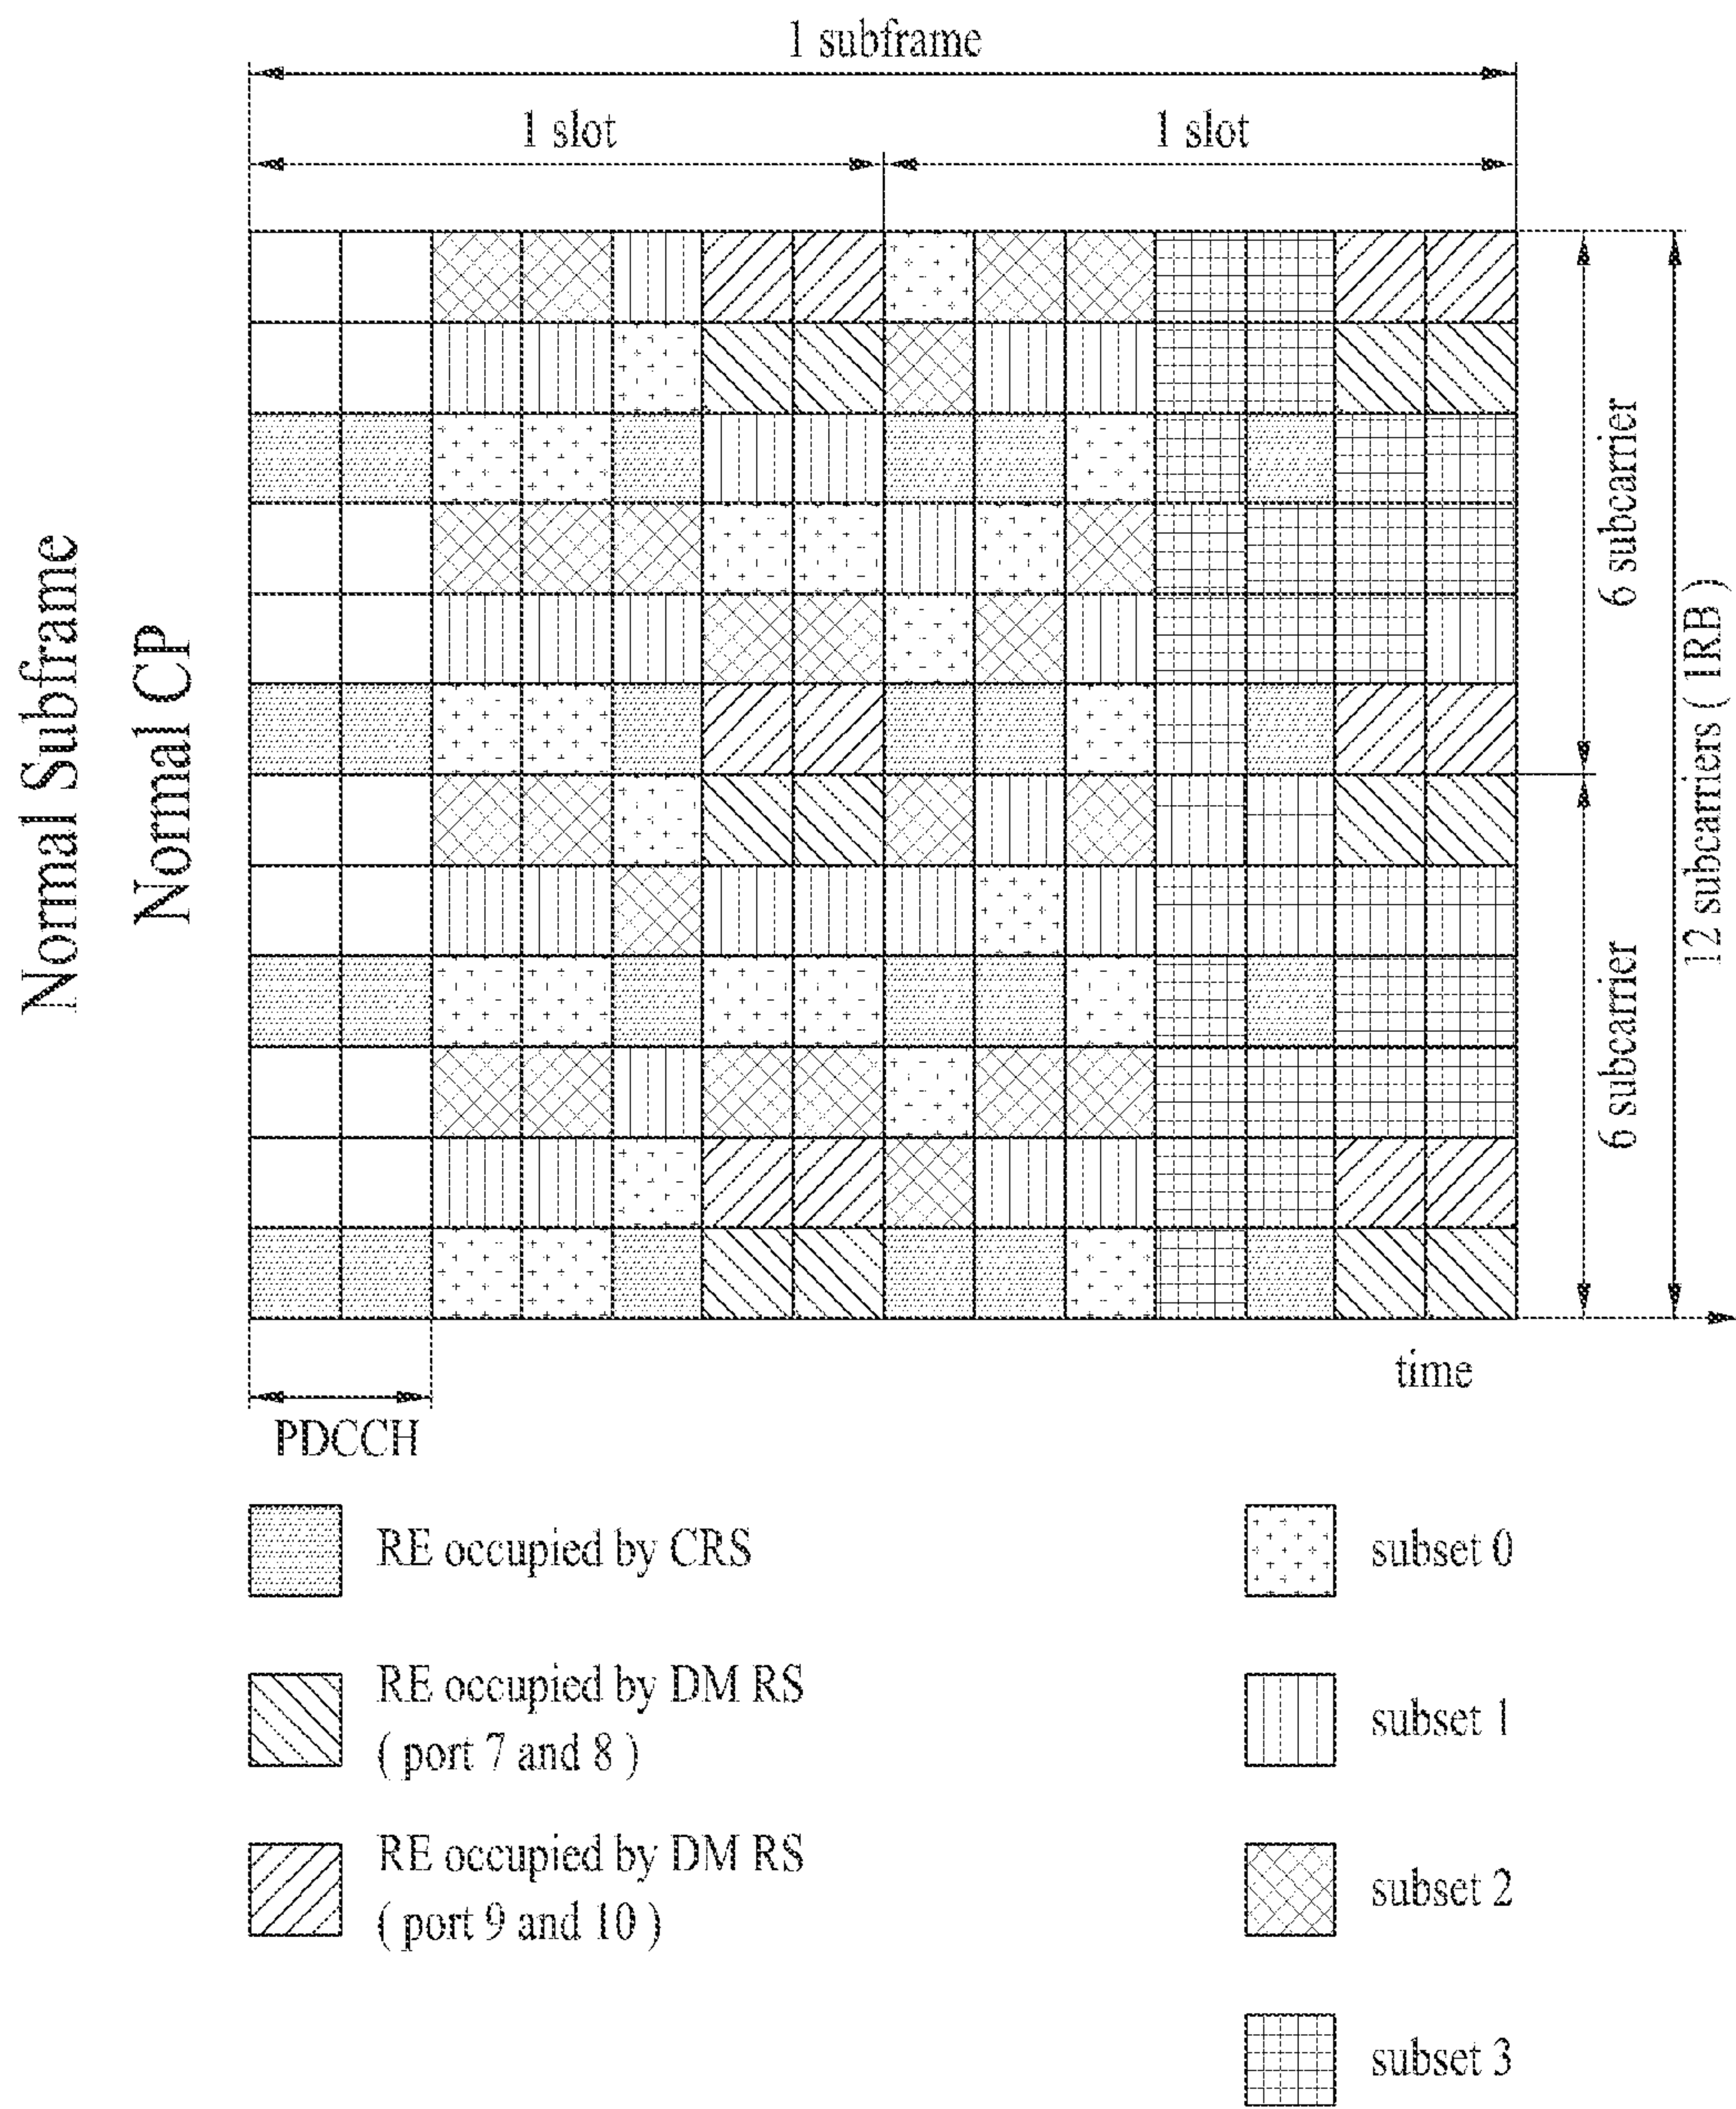 1 subframe
1 slot
1 slot
Normal Subframe
Normal CP
6 subcarrier
6 subcarrier
12 subcarriers ( 1RB )
time
PDCCH
RE occupied by CRS
RE occupied by DM RS
( port 7 and 8 )
RE occupied by DM RS
( port 9 and 10 )
subset 0
subset 1
subset 2
subset 3